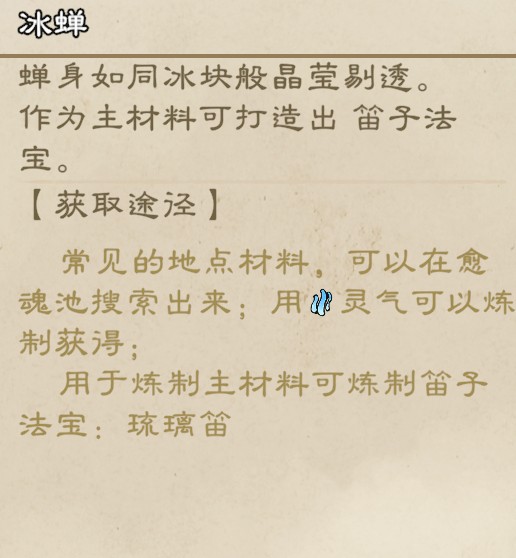 冰蝉
蝉身如同冰块般晶莹剔透。
作为主材料可打造出 笛子法
宝。
【获取途径】
常见的地点材料，可以在愈
魂池搜索出来；用灵气可以炼
制获得；
用于炼制主材料可炼制笛子
法宝：琉璃笛